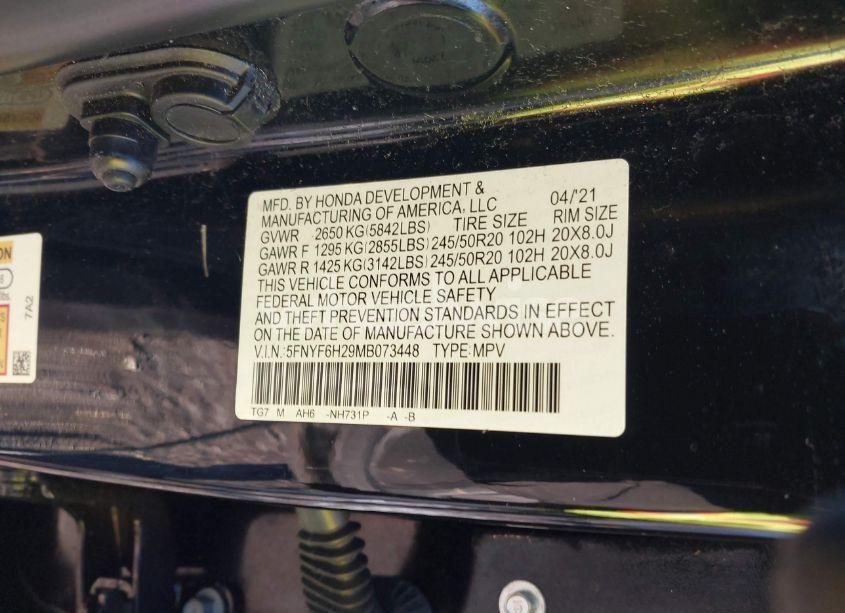 MFD. BY HONDA DEVELOPMENT & 04/'21
MANUFACTURING OF AMERICA, LLC
GVWR 2650 KG(5842LBS) TIRE SIZE RIM SIZE
GAWR F 1295 KG(2855LBS) 245/50R20 102H 20X8.0J
GAWR R 1425 KG(3142LBS) 245/50R20 102H 20X8.0J
THIS VEHICLE CONFORMS TO ALL APPLICABLE
FEDERAL MOTOR VEHICLE SAFETY
AND THEFT PREVENTION STANDARDS IN EFFECT
ON THE DATE OF MANUFACTURE SHOWN ABOVE.
V.I.N.:5FNYF6H29MB073448 TYPE:MPV
TG7 M AH6 -NH731P -A -B
7A2